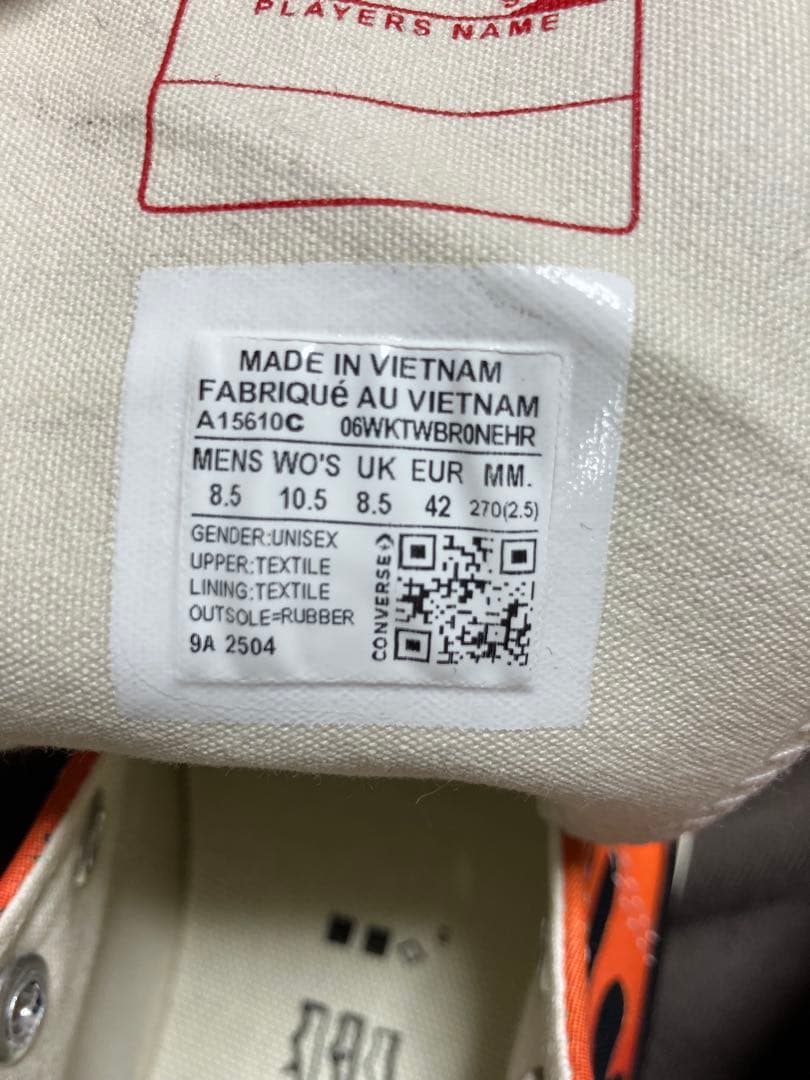 PLAYERS NAME
MADE IN VIETNAM
FABRIQUé AU VIETNAM
A15610C 06WKTWBR0NEHR
MENS WO'S UK EUR MM.
8.5 10.5 8.5 42 270(2.5)
GENDER:UNISEX
UPPER:TEXTILE
LINING:TEXTILE
OUTSOLE=RUBBER
9A 2504
CONVERSE